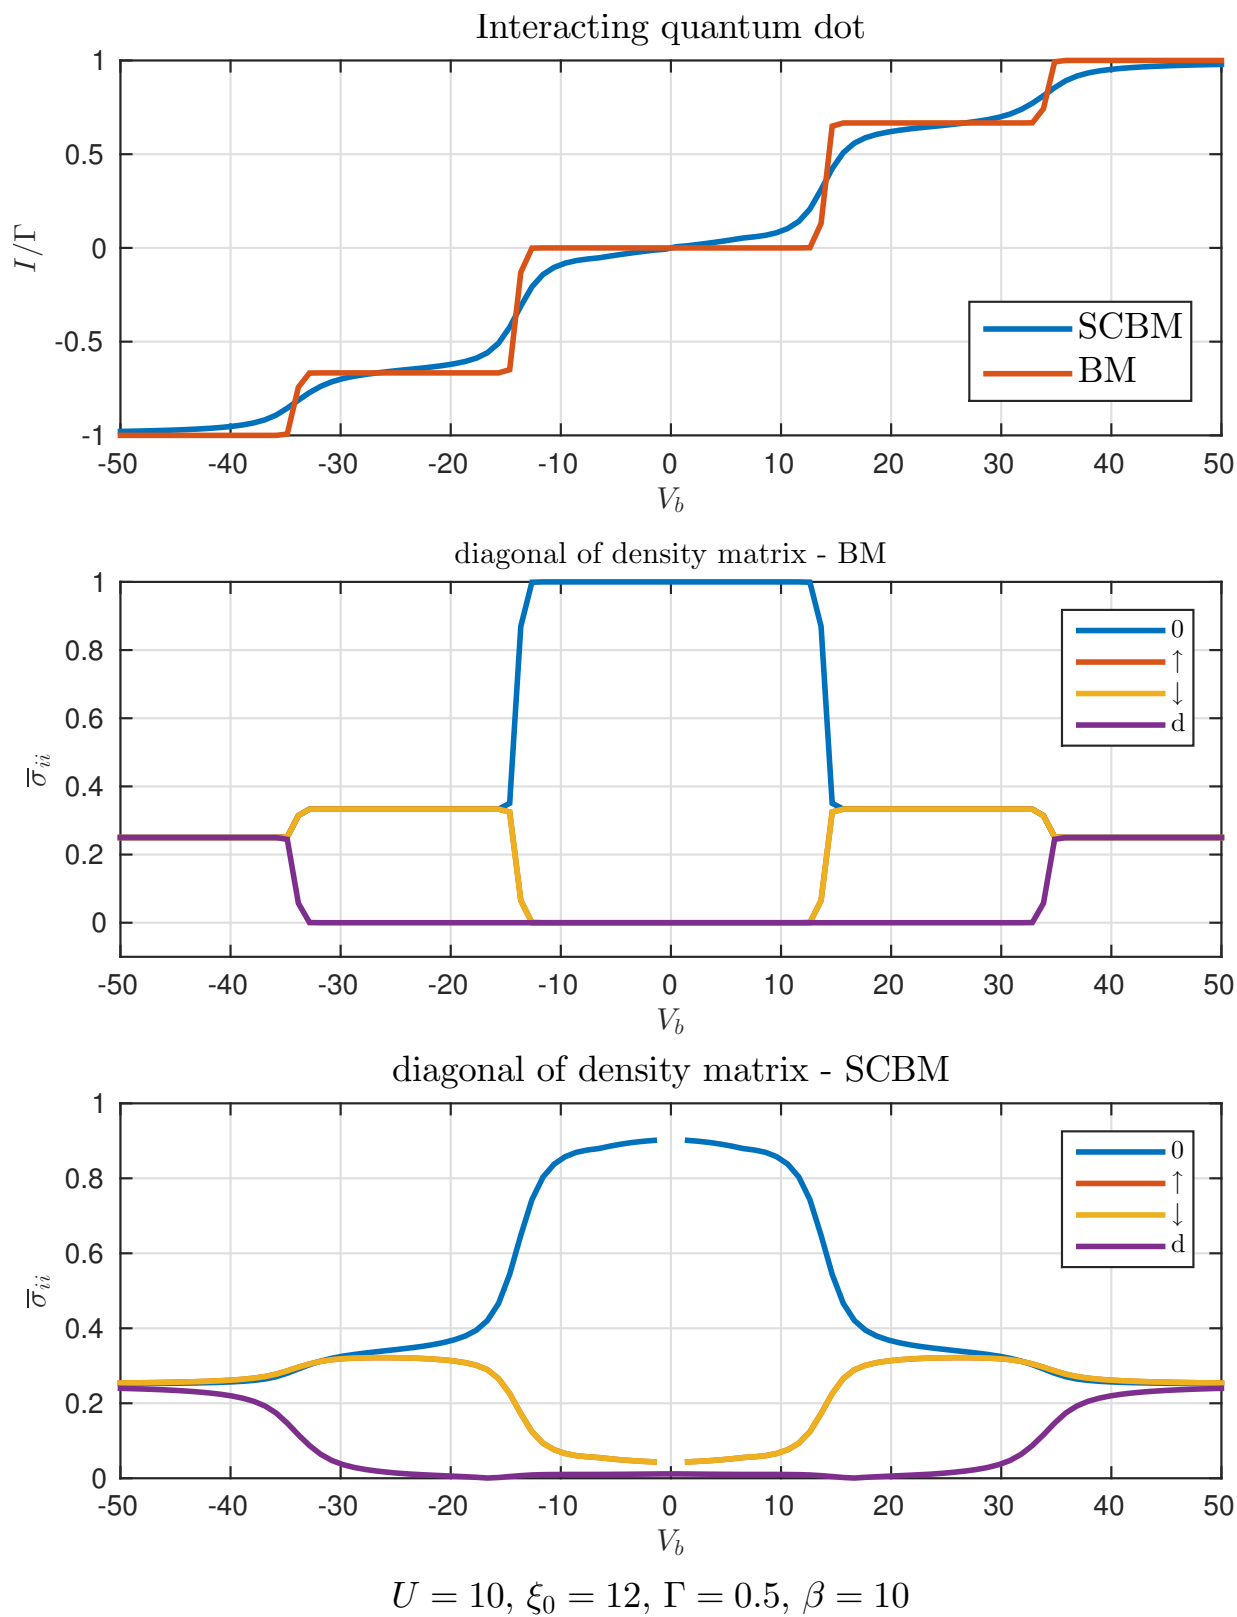 Interacting quantum dot
1
0.5
0
-0.5
-1
I/Γ
SCBM
BM
-50 -40 -30 -20 -10 0 10 20 30 40 50
V_b
diagonal of density matrix - BM
1
0.8
0.6
0.4
0.2
0
σ̅_ii
0
↑
↓
d
-50 -40 -30 -20 -10 0 10 20 30 40 50
V_b
diagonal of density matrix - SCBM
1
0.8
0.6
0.4
0.2
0
σ̅_ii
0
↑
↓
d
-50 -40 -30 -20 -10 0 10 20 30 40 50
V_b
U = 10, ξ_0 = 12, Γ = 0.5, β = 10